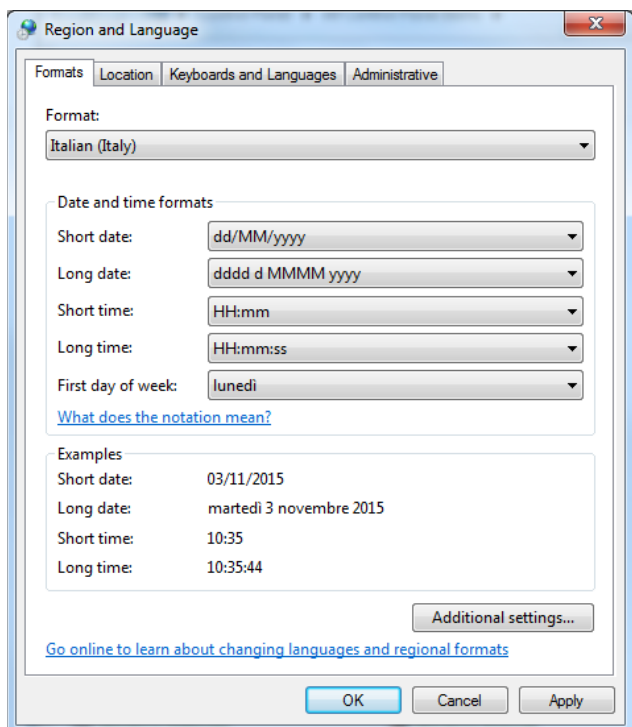 Region and Language
Formats Location Keyboards and Languages Administrative
Format:
Italian (Italy)
Date and time formats
Short date: dd/MM/yyyy
Long date: dddd d MMMM yyyy
Short time: HH:mm
Long time: HH:mm:ss
First day of week: lunedì
What does the notation mean?
Examples
Short date: 03/11/2015
Long date: martedì 3 novembre 2015
Short time: 10:35
Long time: 10:35:44
Additional settings...
Go online to learn about changing languages and regional formats
OK Cancel Apply